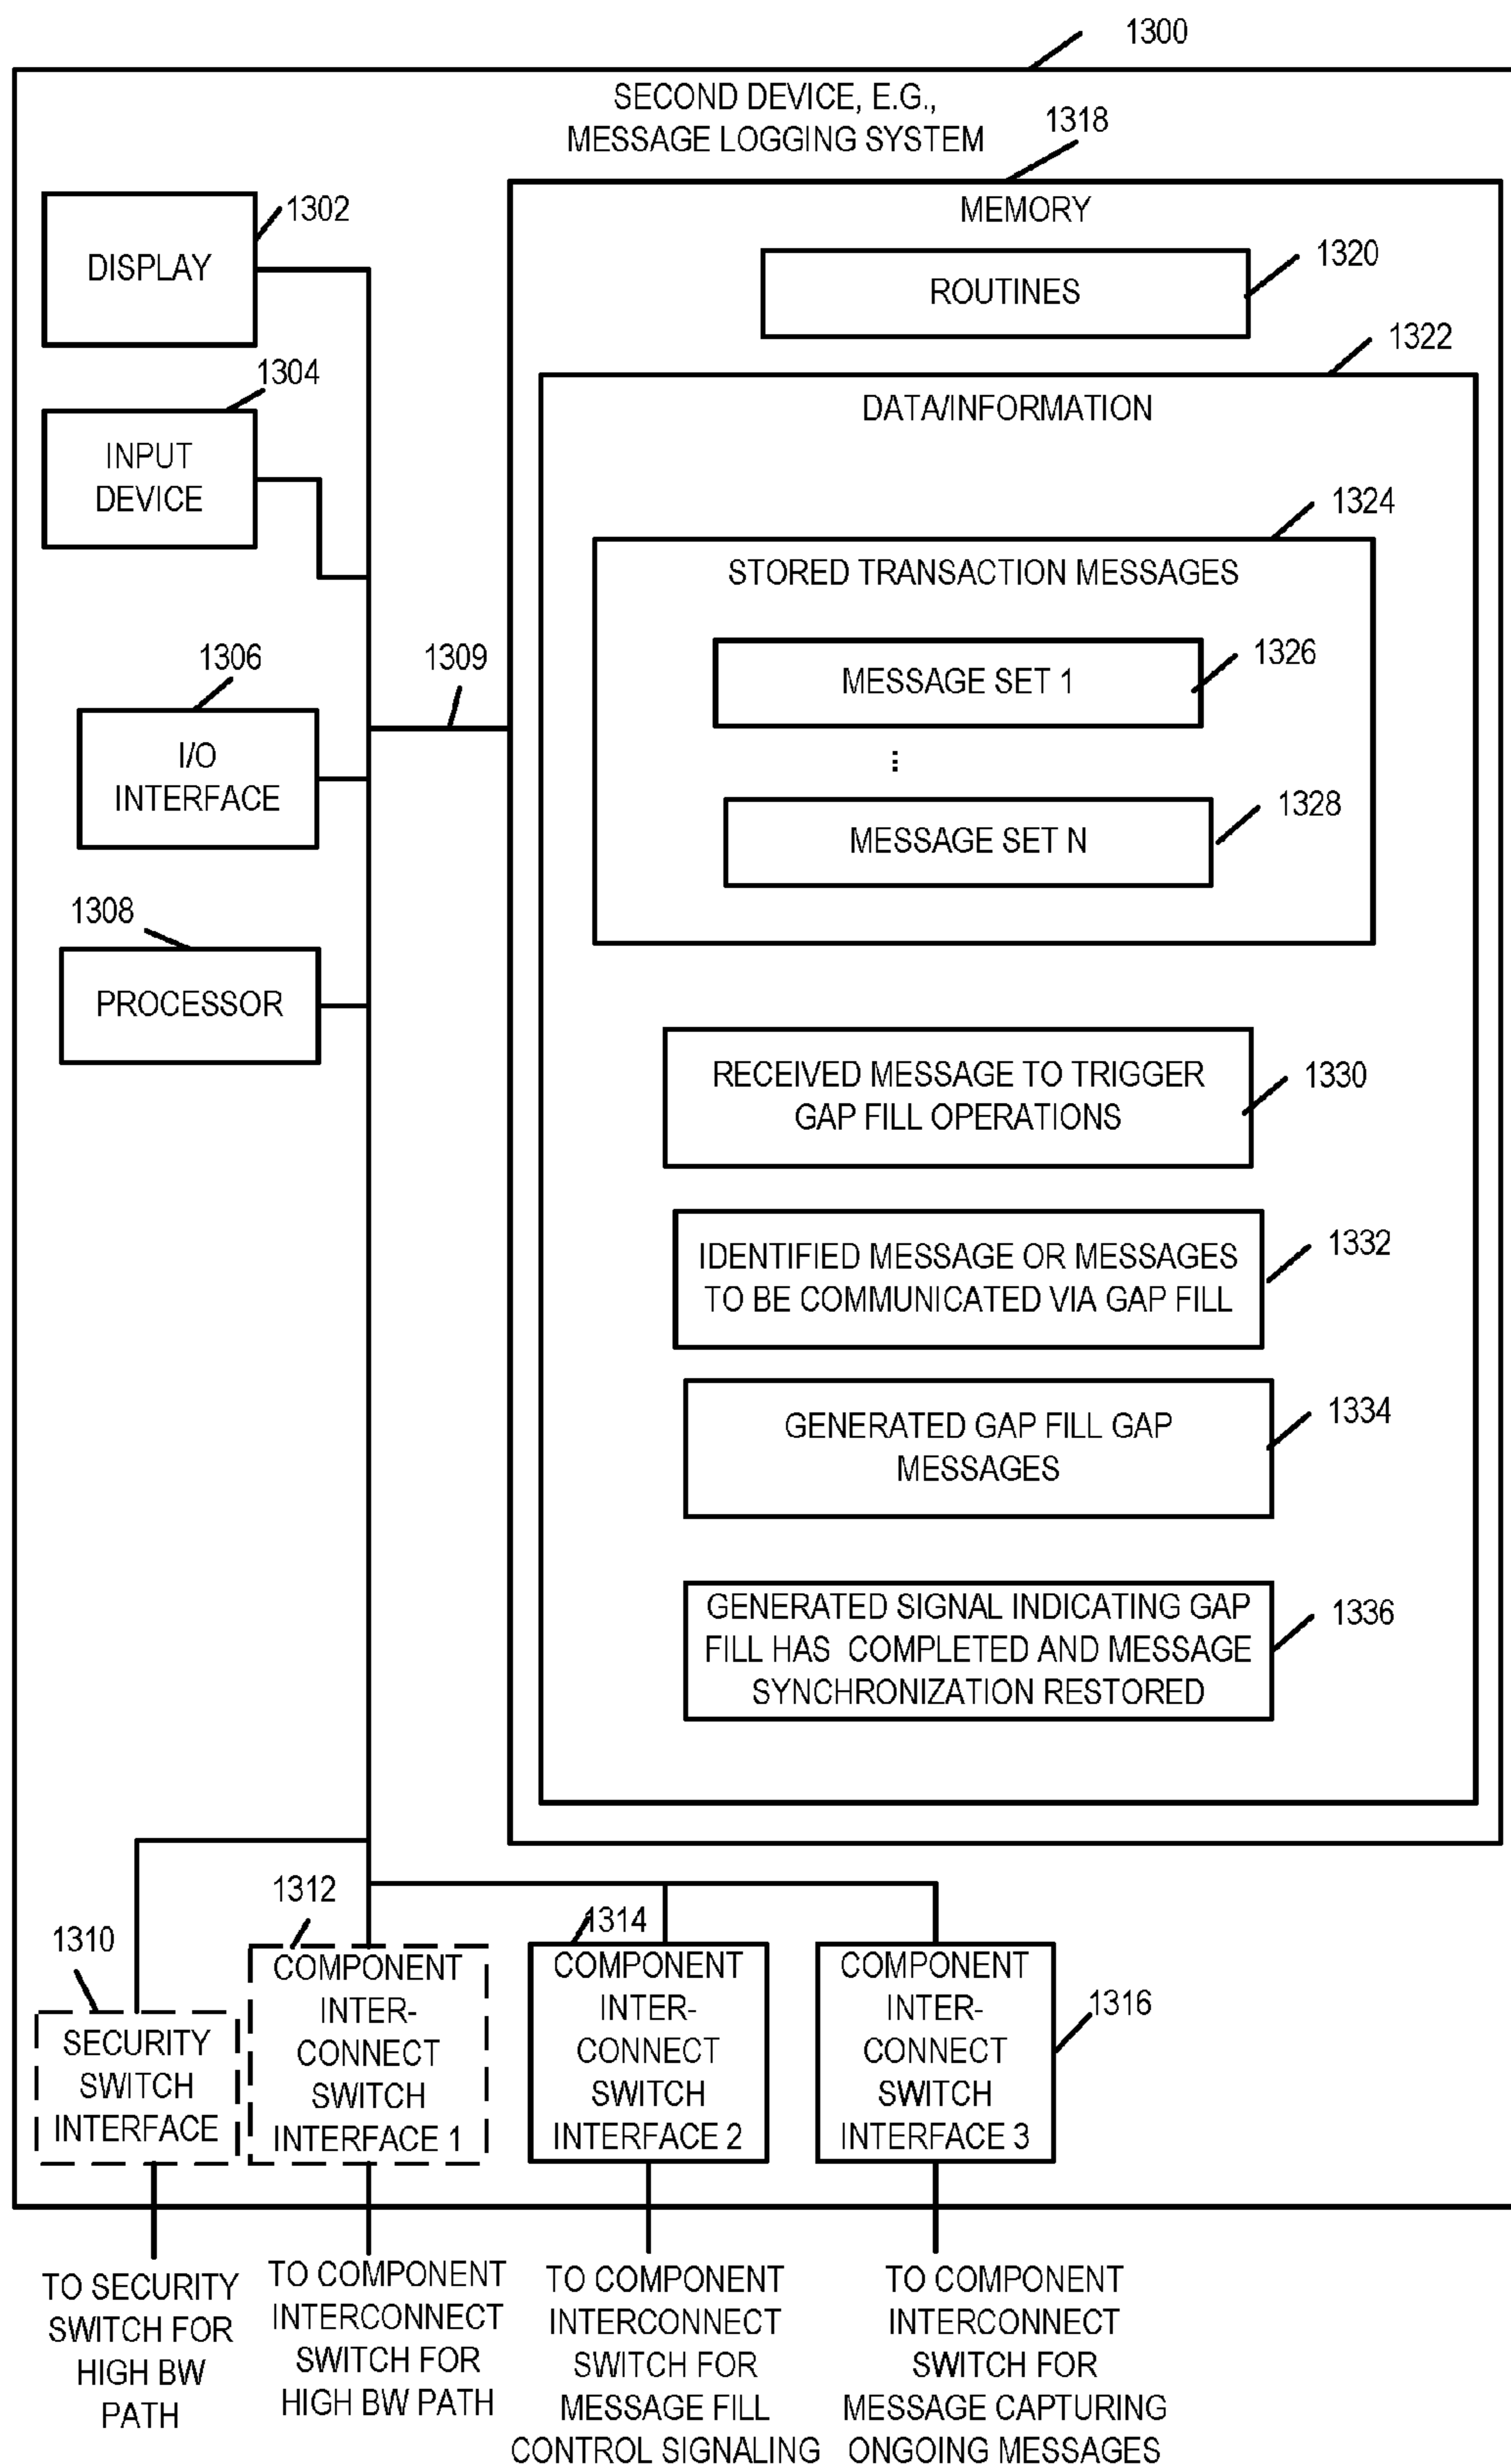 1300
SECOND DEVICE, E.G.,
MESSAGE LOGGING SYSTEM
1318
MEMORY
1302
DISPLAY
1320
ROUTINES
1322
DATA/INFORMATION
1304
INPUT
DEVICE
1324
STORED TRANSACTION MESSAGES
1326
MESSAGE SET 1
...
1328
MESSAGE SET N
1306
I/O
INTERFACE
1309
1308
PROCESSOR
RECEIVED MESSAGE TO TRIGGER
GAP FILL OPERATIONS
1330
IDENTIFIED MESSAGE OR MESSAGES
TO BE COMMUNICATED VIA GAP FILL
1332
GENERATED GAP FILL GAP
MESSAGES
1334
GENERATED SIGNAL INDICATING GAP
FILL HAS COMPLETED AND MESSAGE
SYNCHRONIZATION RESTORED
1336
1310
SECURITY
SWITCH
INTERFACE
1312
COMPONENT
INTER-
CONNECT
SWITCH
INTERFACE 1
1314
COMPONENT
INTER-
CONNECT
SWITCH
INTERFACE 2
COMPONENT
INTER-
CONNECT
SWITCH
INTERFACE 3
1316
TO SECURITY
SWITCH FOR
HIGH BW
PATH
TO COMPONENT
INTERCONNECT
SWITCH FOR
HIGH BW PATH
TO COMPONENT
INTERCONNECT
SWITCH FOR
MESSAGE FILL
CONTROL SIGNALING
TO COMPONENT
INTERCONNECT
SWITCH FOR
MESSAGE CAPTURING
ONGOING MESSAGES